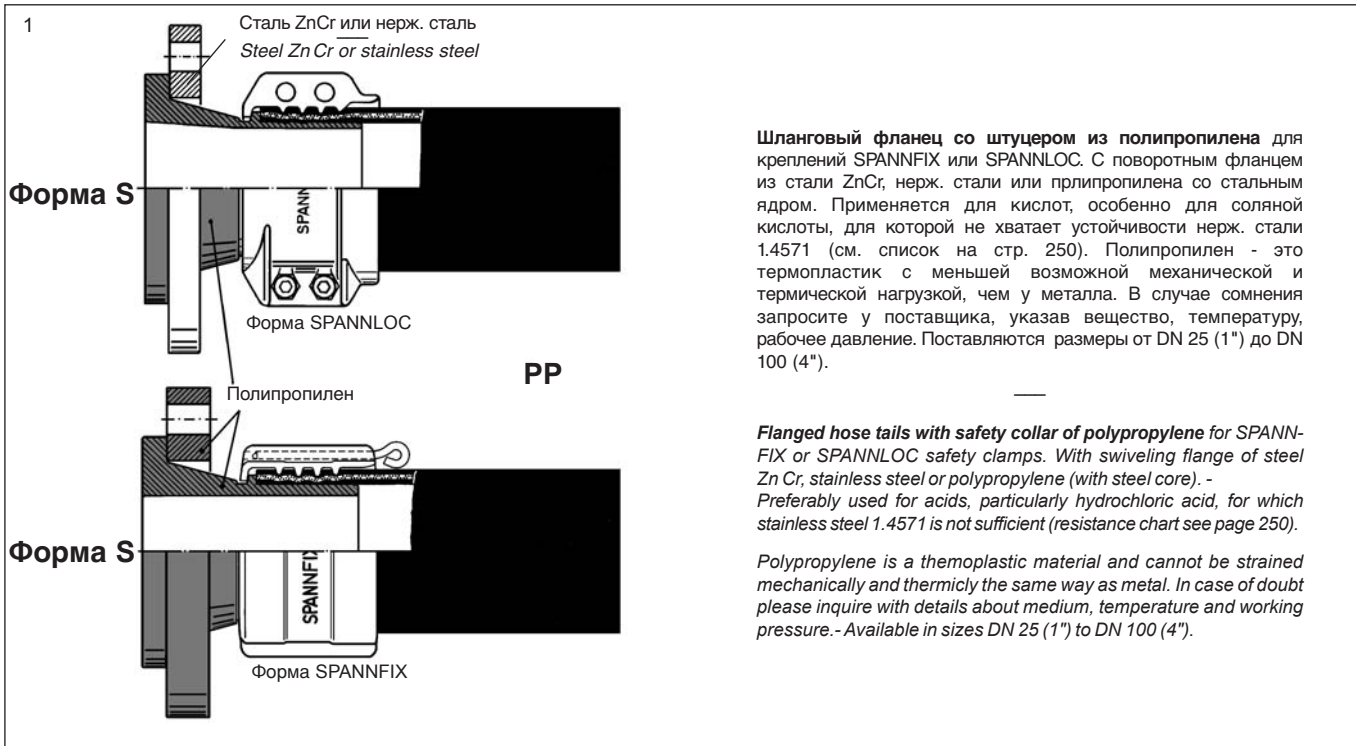 1
Сталь ZnCr или нерж. сталь
Steel Zn Cr or stainless steel
Форма S
SPANN
Форма SPANNLOC
PP
Полипропилен
Форма S
SPANNFIX
Форма SPANNFIX
Шланговый фланец со штуцером из полипропилена для
креплений SPANNFIX или SPANNLOC. С поворотным фланцем
из стали ZnCr, нерж. стали или прлипропилена со стальным
ядром. Применяется для кислот, особенно для соляной
кислоты, для которой не хватает устойчивости нерж. стали
1.4571 (см. список на стр. 250). Полипропилен - это
термопластик с меньшей возможной механической и
термической нагрузкой, чем у металла. В случае сомнения
запросите у поставщика, указав вещество, температуру,
рабочее давление. Поставляются размеры от DN 25 (1") до DN
100 (4").
Flanged hose tails with safety collar of polypropylene for SPANN-
FIX or SPANNLOC safety clamps. With swiveling flange of steel
Zn Cr, stainless steel or polypropylene (with steel core). -
Preferably used for acids, particularly hydrochloric acid, for which
stainless steel 1.4571 is not sufficient (resistance chart see page 250).
Polypropylene is a themoplastic material and cannot be strained
mechanically and thermicly the same way as metal. In case of doubt
please inquire with details about medium, temperature and working
pressure.- Available in sizes DN 25 (1") to DN 100 (4").